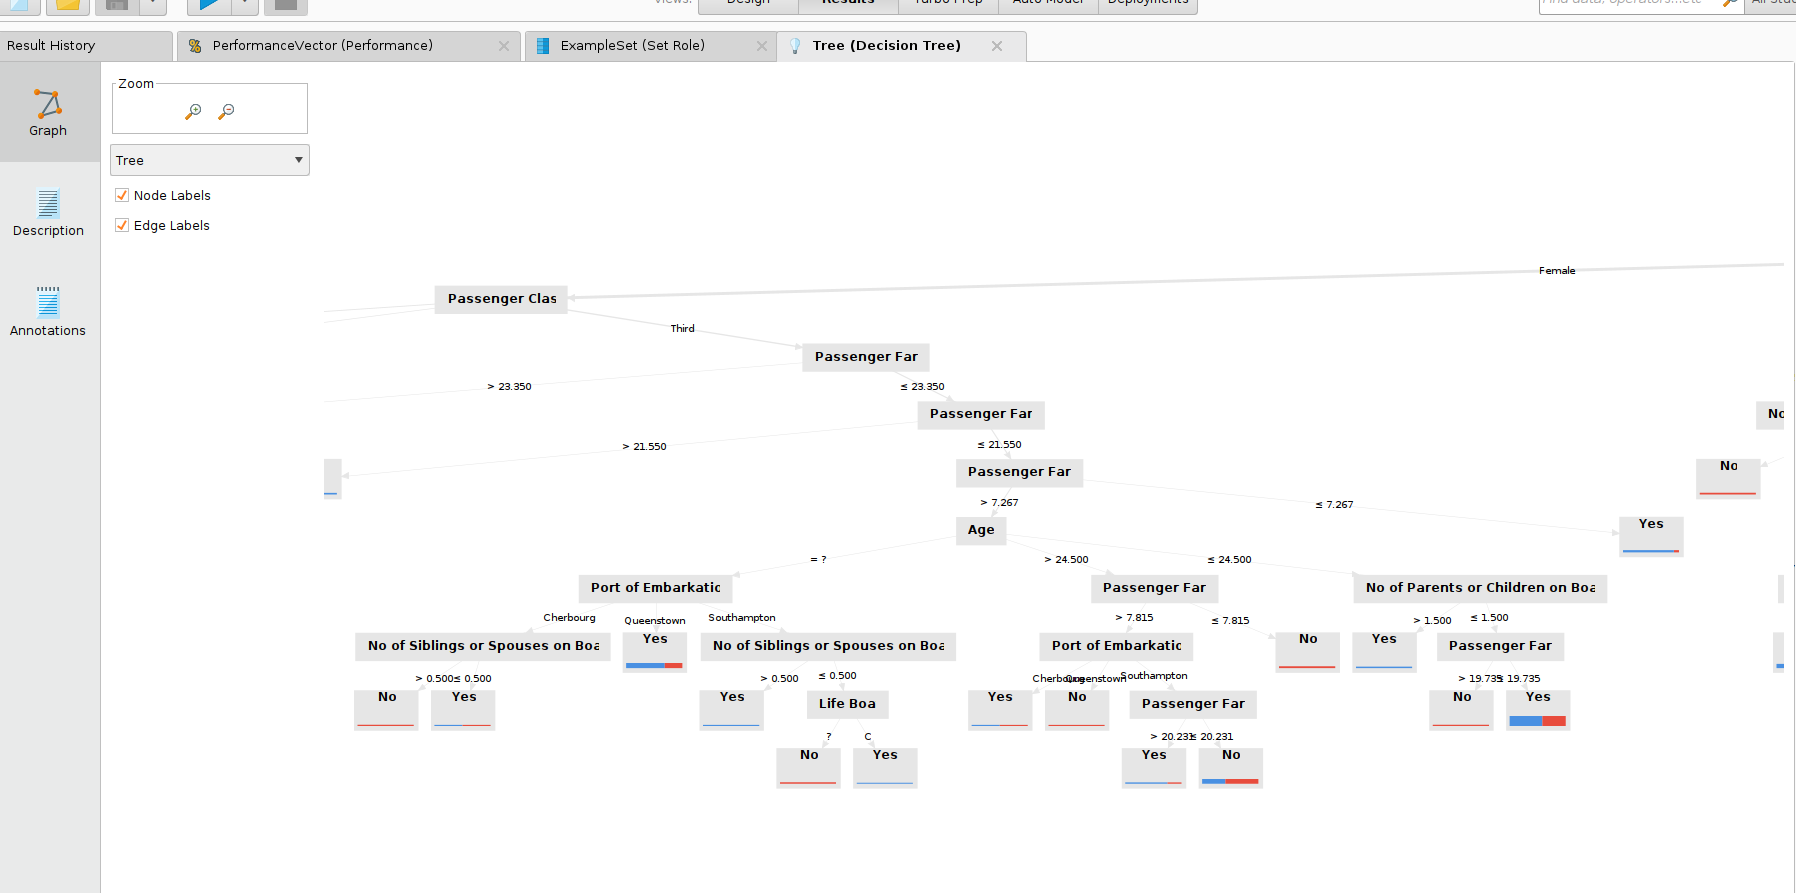 Views:
Design
Results
Turbo Prep
Auto Model
Deployments
Find data, operators...etc
All Stud
Result History
PerformanceVector (Performance)
ExampleSet (Set Role)
Tree (Decision Tree)
Zoom
Graph
Tree
Node Labels
Description
Edge Labels
Annotations
Female
Passenger Clas
Third
Passenger Far
> 23.350
≤ 23.350
Passenger Far
No
> 21.550
≤ 21.550
Passenger Far
No
> 7.267
≤ 7.267
Age
Yes
= ?
> 24.500
≤ 24.500
Port of Embarkatic
Passenger Far
No of Parents or Children on Boa
Cherbourg
Queenstown
Southampton
> 7.815
≤ 7.815
> 1.500
≤ 1.500
No of Siblings or Spouses on Boa
Yes
No of Siblings or Spouses on Boa
Port of Embarkatic
No
Yes
Passenger Far
> 0.500
≤ 0.500
> 0.500
≤ 0.500
Cherbourg
Queenstown
Southampton
> 19.735
≤ 19.735
No
Yes
Yes
Life Boa
Yes
No
Passenger Far
No
Yes
?
C
> 20.231
≤ 20.231
No
Yes
Yes
No